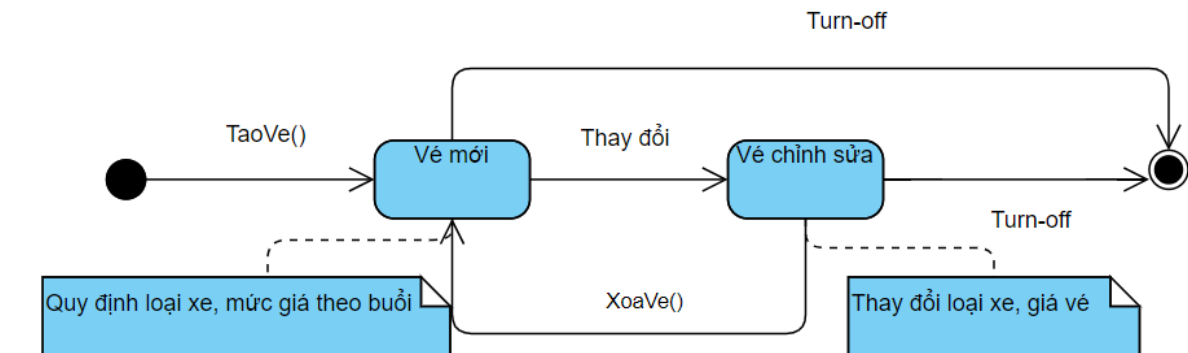 Turn-off
TaoVe()
Vé mới
Thay đổi
Vé chỉnh sửa
Turn-off
Quy định loại xe, mức giá theo buổi
XoaVe()
Thay đổi loại xe, giá vé